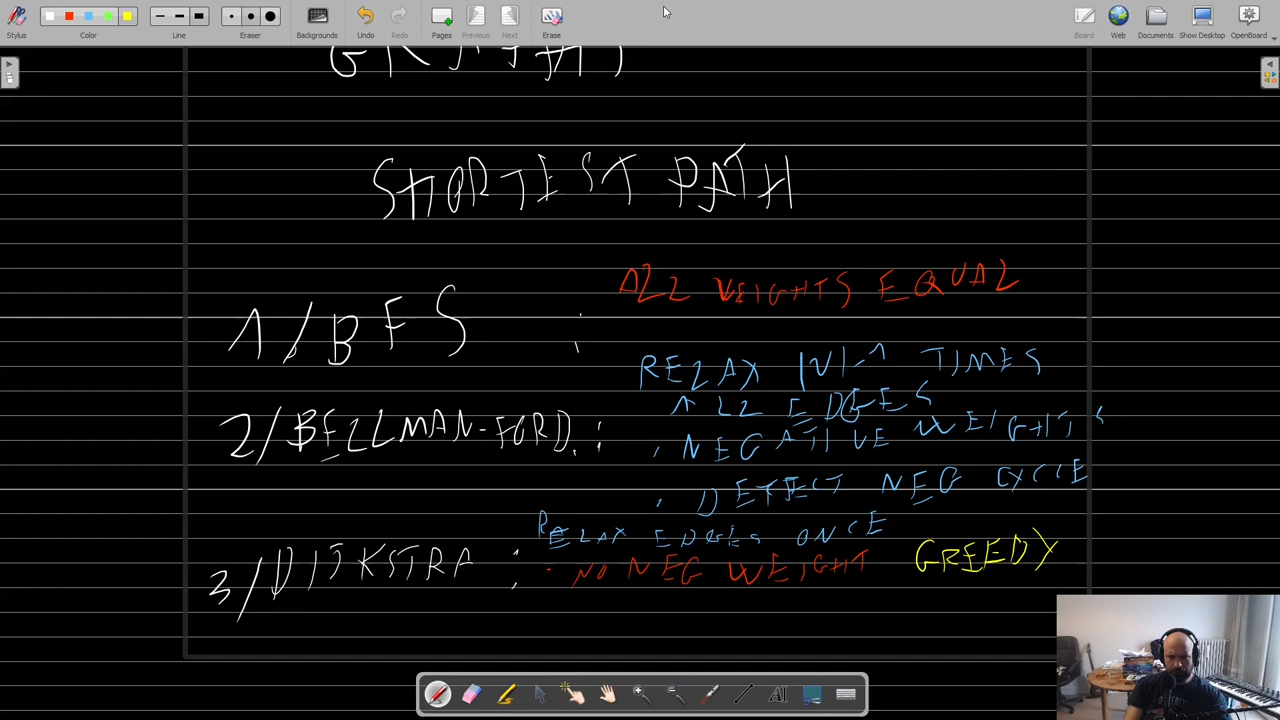 Stylus Color Line Eraser Backgrounds Undo Redo Pages Previous Next Erase Board Web Documents Show Desktop OpenBoard
SHORTEST PATH
ALL WEIGHTS EQUAL
1/ BFS :
RELAX |V|-1 TIMES
ALL EDGES
2/ BELLMAN-FORD. :
. NEGATIVE WEIGHTS
. DETECT NEG CYCLE
RELAX EDGES ONCE
3/ DIJKSTRA :
. NO NEG WEIGHT GREEDY
AI